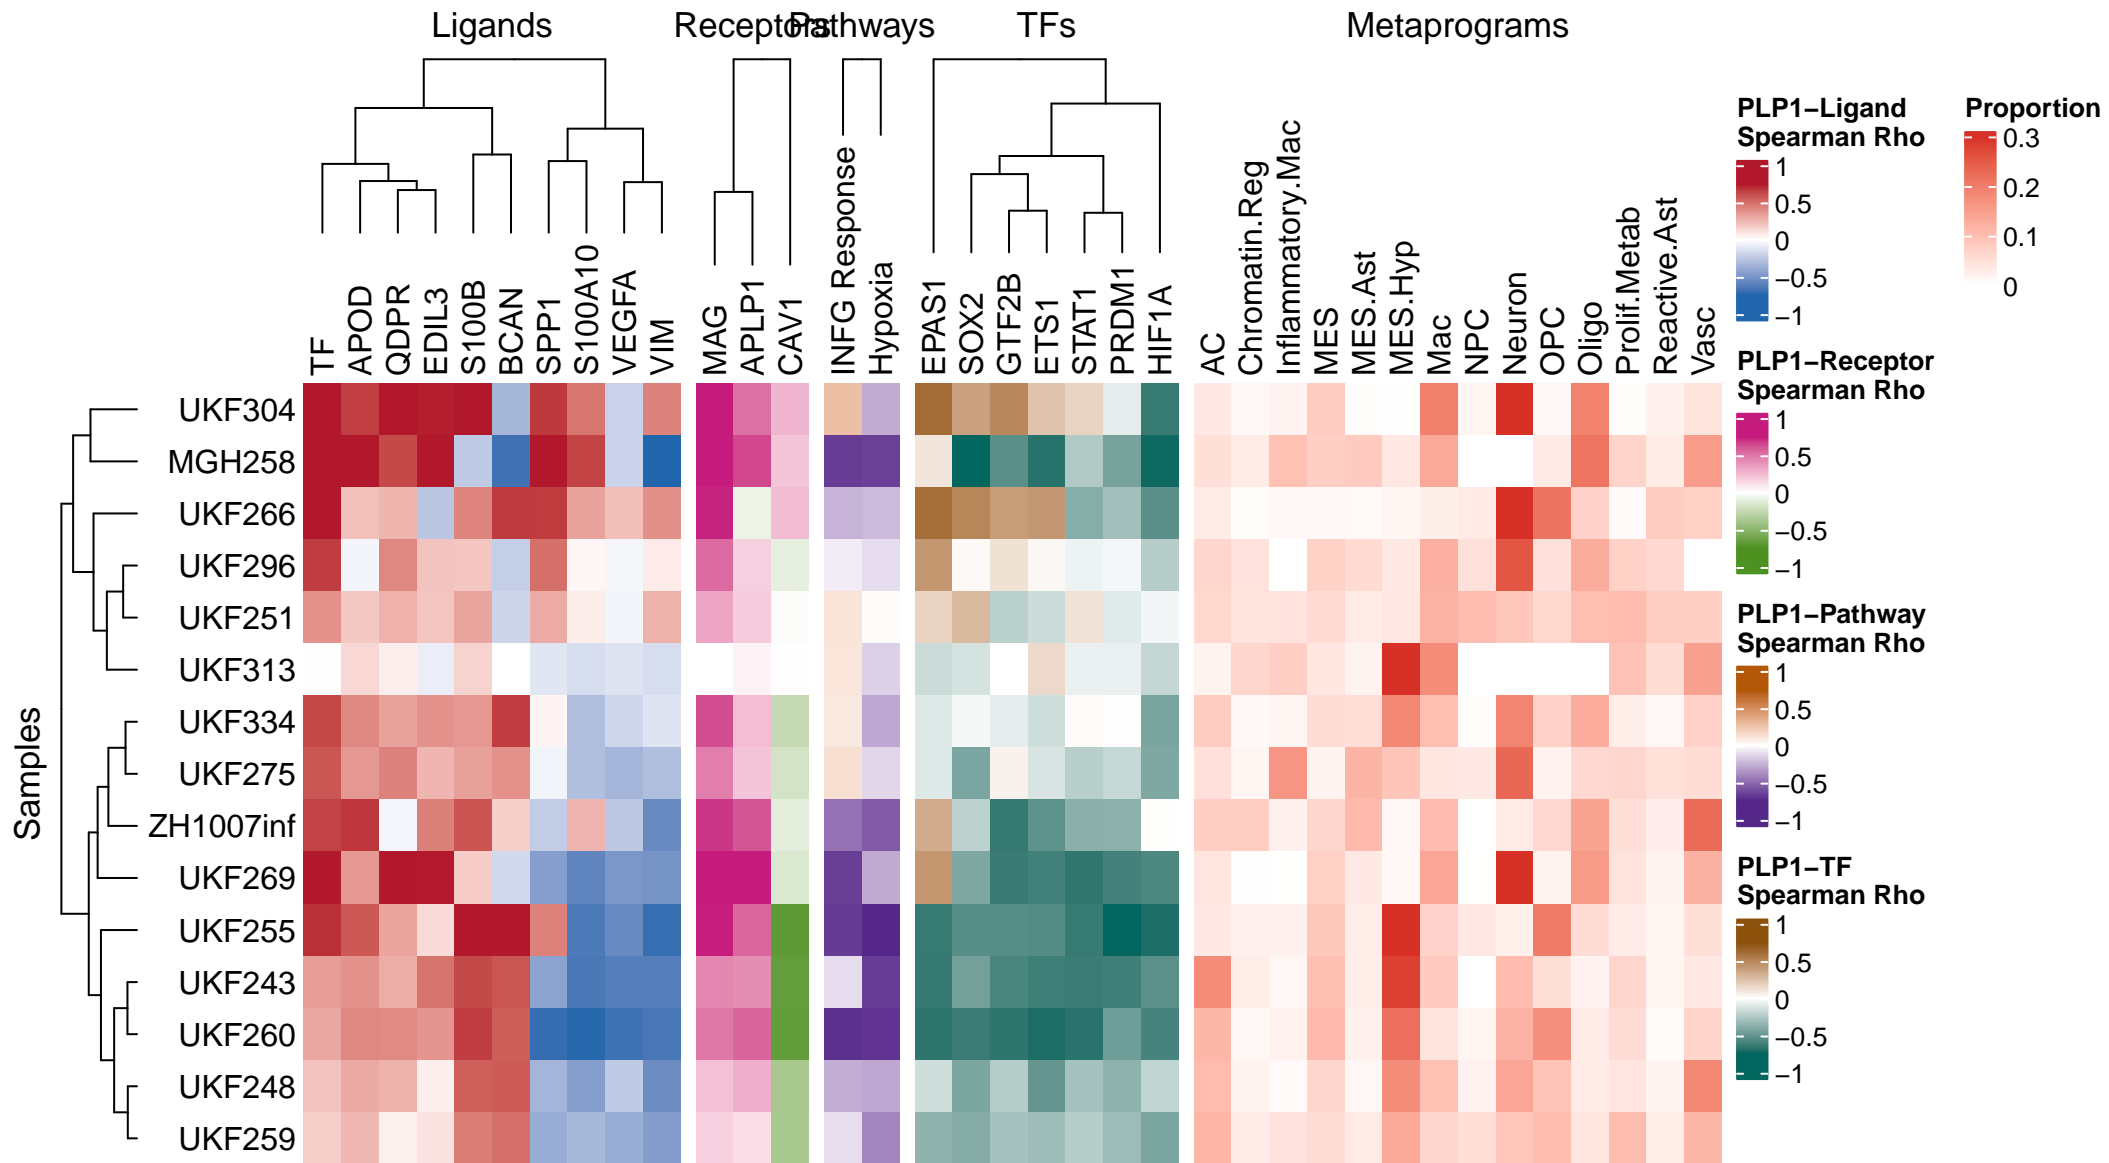 Ligands
Receptors
Pathways
TFs
Metaprograms
TF
APOD
QDPR
EDIL3
S100B
BCAN
SPP1
S100A10
VEGFA
VIM
MAG
APLP1
CAV1
INFG Response
Hypoxia
EPAS1
SOX2
GTF2B
ETS1
STAT1
PRDM1
HIF1A
AC
Chromatin.Reg
Inflammatory.Mac
MES
MES.Ast
MES.Hyp
Mac
NPC
Neuron
OPC
Oligo
Prolif.Metab
Reactive.Ast
Vasc
Samples
UKF304
MGH258
UKF266
UKF296
UKF251
UKF313
UKF334
UKF275
ZH1007inf
UKF269
UKF255
UKF243
UKF260
UKF248
UKF259
PLP1−Ligand
Spearman Rho
1
0.5
0
−0.5
−1
PLP1−Receptor
Spearman Rho
1
0.5
0
−0.5
−1
PLP1−Pathway
Spearman Rho
1
0.5
0
−0.5
−1
PLP1−TF
Spearman Rho
1
0.5
0
−0.5
−1
Proportion
0.3
0.2
0.1
0